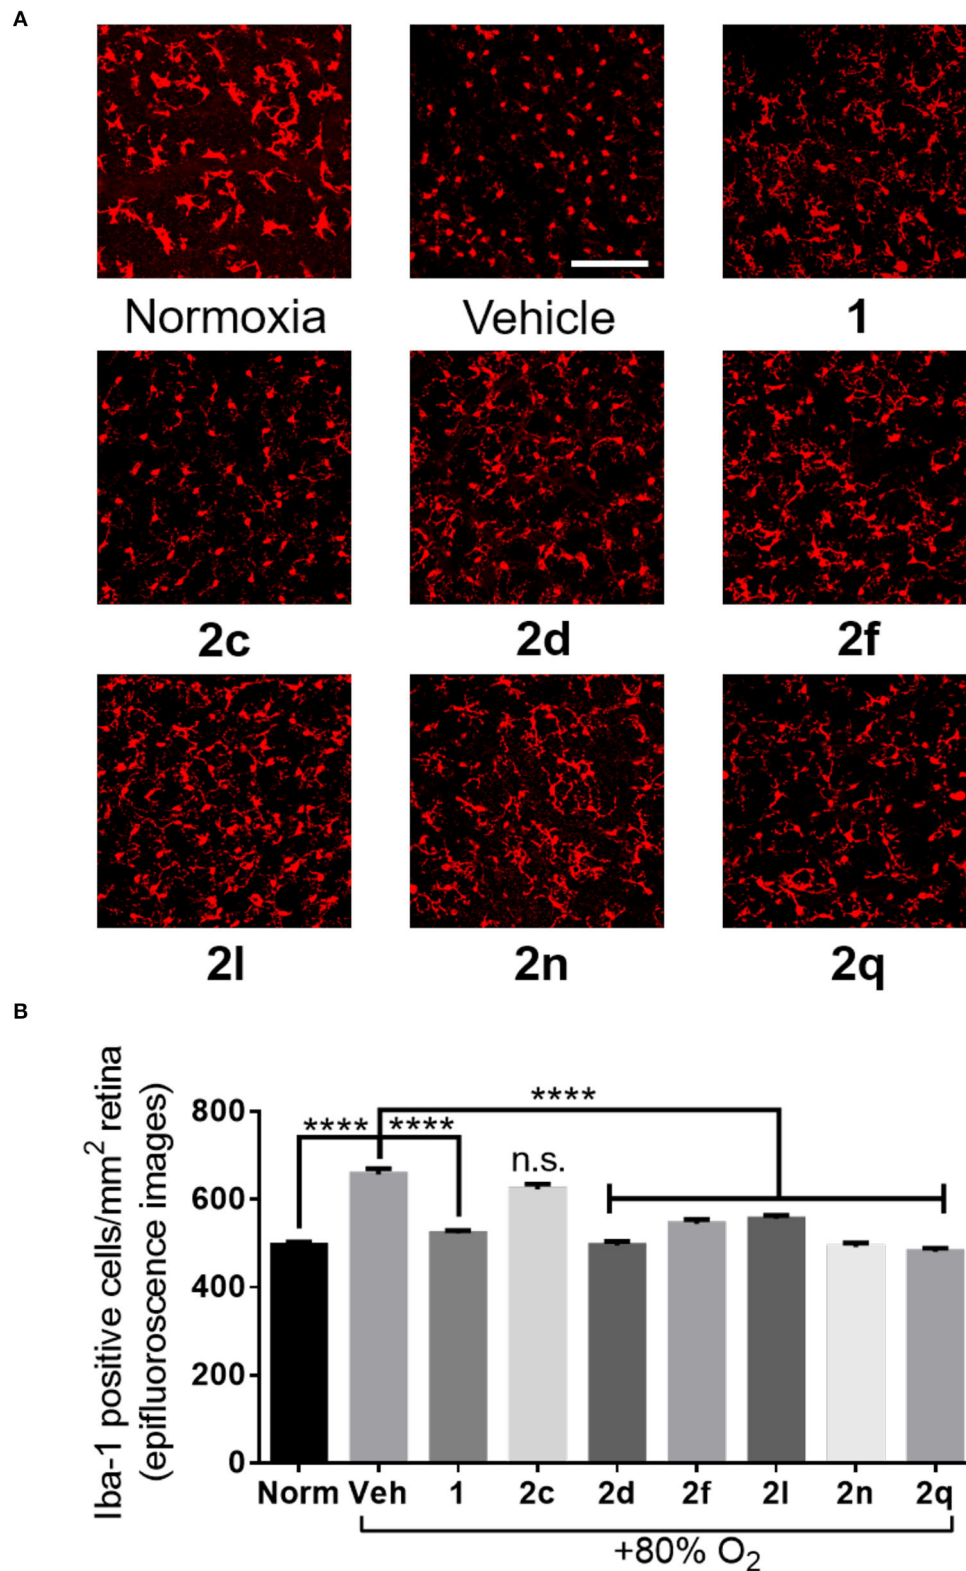 A
Normoxia Vehicle 1
2c 2d 2f
2l 2n 2q
B
Iba-1 positive cells/mm² retina
(epifluroscence images)
800
600
400
200
0
****
**** ****
n.s.
Norm Veh 1 2c 2d 2f 2l 2n 2q
+80% O₂